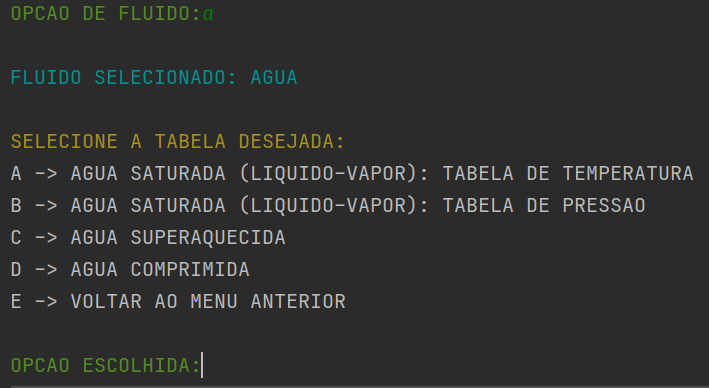 OPCAO DE FLUIDO:a
FLUIDO SELECIONADO: AGUA
SELECIONE A TABELA DESEJADA:
A -> AGUA SATURADA (LIQUIDO-VAPOR): TABELA DE TEMPERATURA
B -> AGUA SATURADA (LIQUIDO-VAPOR): TABELA DE PRESSAO
C -> AGUA SUPERAQUECIDA
D -> AGUA COMPRIMIDA
E -> VOLTAR AO MENU ANTERIOR
OPCAO ESCOLHIDA: